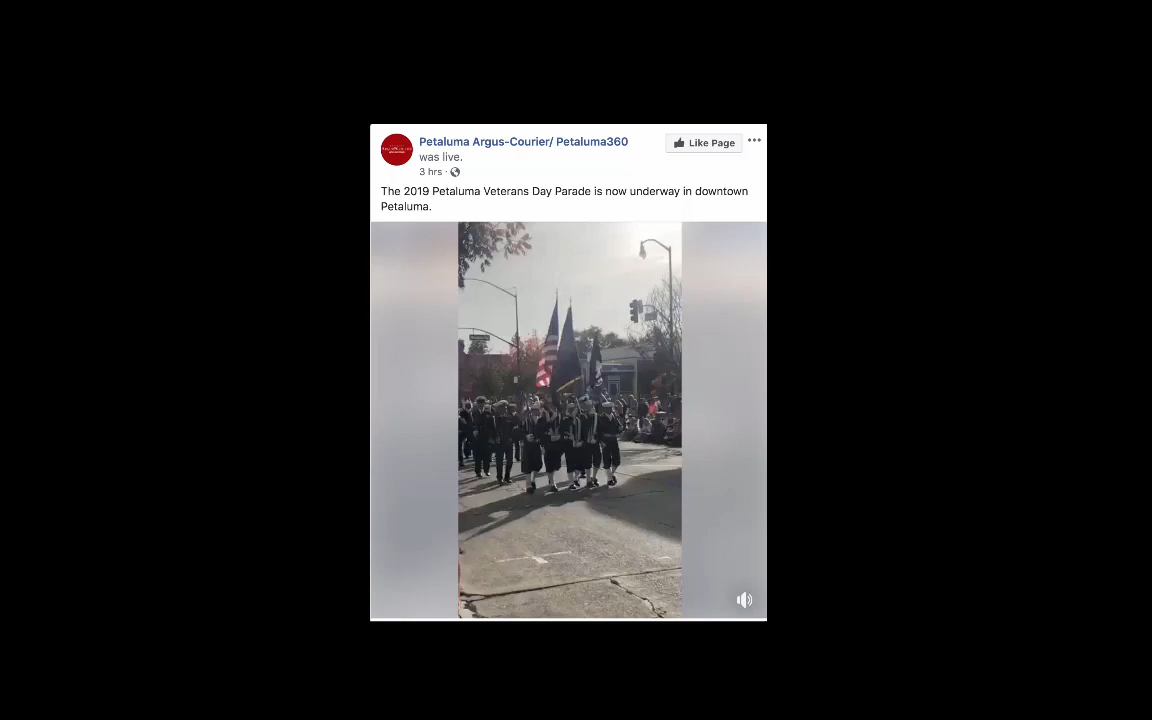 Petaluma Argus-Courier/ Petaluma360
was live.
3 hrs ·
Like Page
The 2019 Petaluma Veterans Day Parade is now underway in downtown
Petaluma.